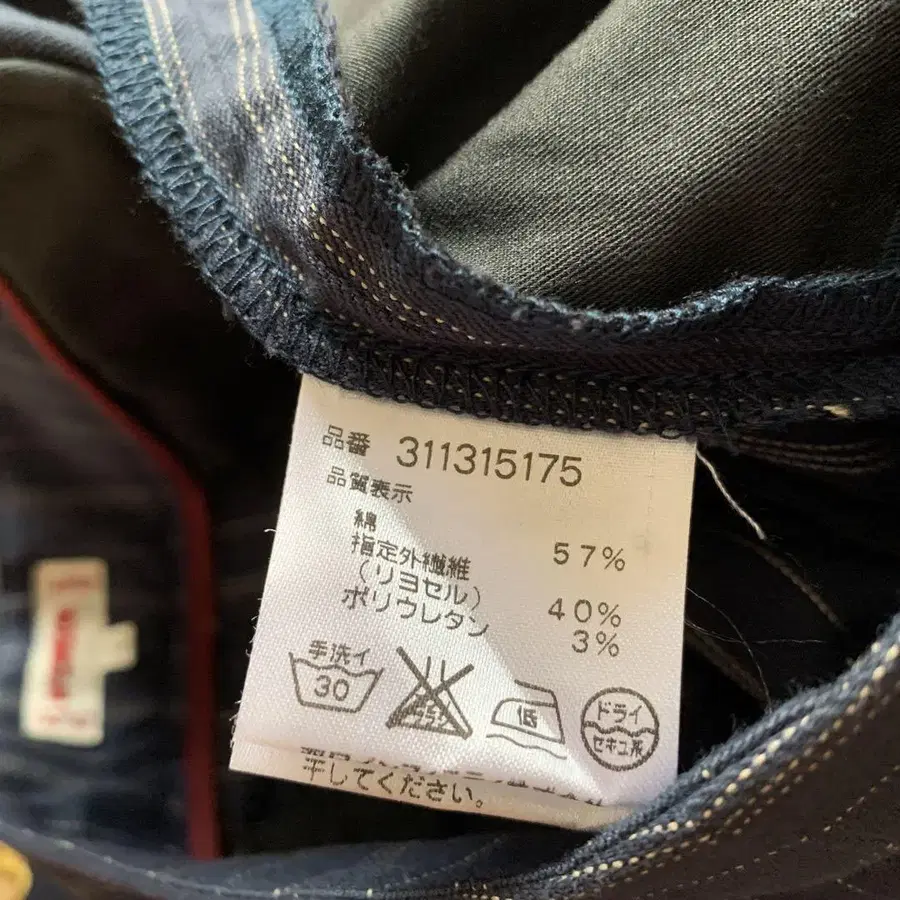 品番 311315175
品質表示
綿 57%
指定外繊維
(リヨセル) 40%
ポリウレタン 3%
手洗イ
30
低
ドライ
セキユ系
干してください。